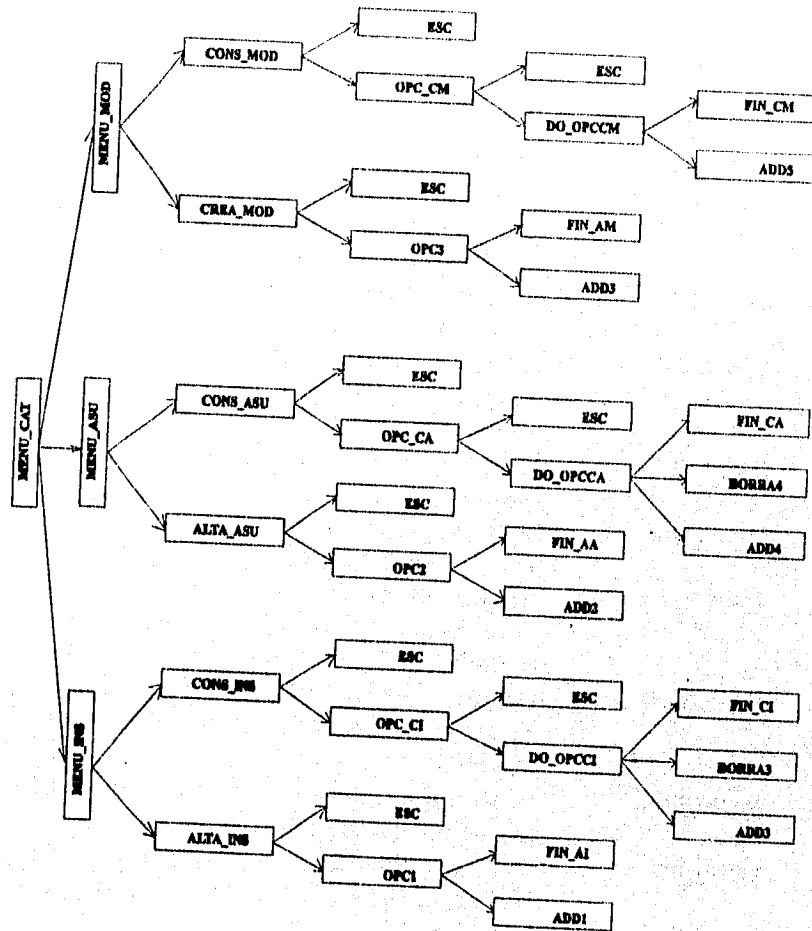 MENU_CAT
MENU_MOD
CONS_MOD
ESC
OPC_CM
ESC
DO_OPCCM
FIN_CM
ADD5
CREA_MOD
ESC
OPC3
FIN_AM
ADD3
MENU_ASU
CONS_ASU
ESC
OPC_CA
ESC
DO_OPCCA
FIN_CA
BORRA4
ADD4
ALTA_ASU
ESC
OPC2
FIN_AA
ADD2
MENU_INS
CONS_INS
ESC
OPC_CI
ESC
DO_OPCCI
FIN_CI
BORRA3
ADD3
ALTA_INS
ESC
OPC1
FIN_AI
ADD1